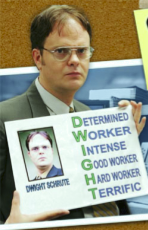 DETERMINED
WORKER
INTENSE
GOOD WORKER
HARD WORKER
TERRIFIC
DWIGHT SCHRUTE